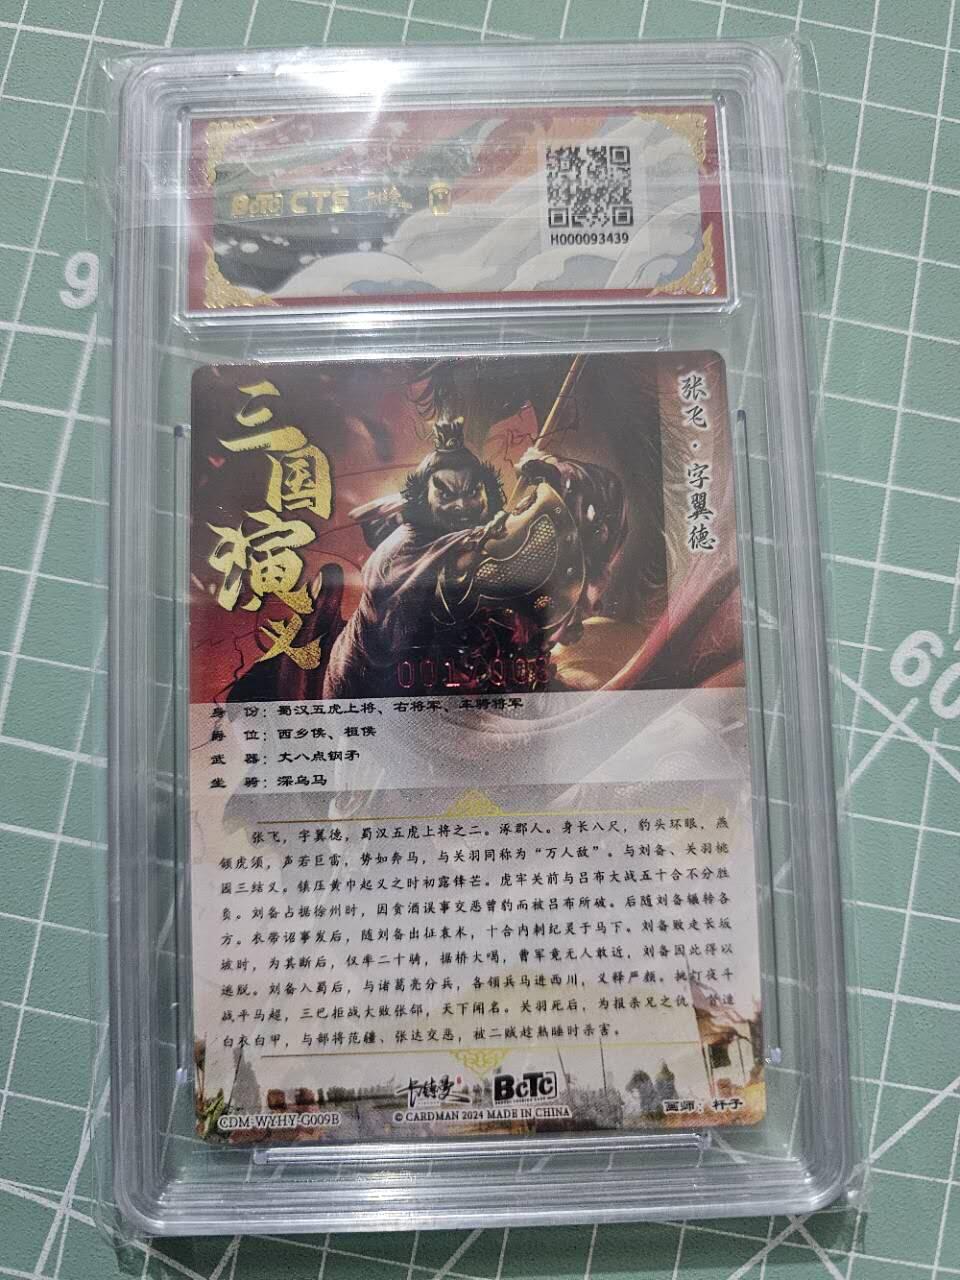 BCTC CTS
H000093439
三国演义
张飞·字翼德
身 份：蜀汉五虎上将、右将军、车骑将军
爵 位：西乡侯、桓侯
武 器：丈八点钢矛
坐 骑：深乌马
张飞，字翼德，蜀汉五虎上将之二。涿郡人。身长八尺，豹头环眼，燕
颔虎须，声若巨雷，势如奔马，与关羽同称为“万人敌”。与刘备、关羽桃
园三结义。镇压黄巾起义之时初露锋芒。虎牢关前与吕布大战五十合不分胜
负。刘备占据徐州时，因贪酒误事交恶曹豹而被吕布所破。后随刘备辗转各
方。衣带诏事发后，随刘备出征袁术，十合内刺纪灵于马下。刘备败走长坂
坡时，为其断后，仅率二十骑，据桥大喝，曹军竟无人敢近，刘备因此得以
逃脱。刘备入蜀后，与诸葛亮分兵，各领兵马进西川，义释严颜。挑灯夜斗
战平马超，三巴拒战大败张郃，天下闻名。关羽死后，为报杀兄之仇，
白衣白甲，与部将范疆、张达交恶，被二贼趁熟睡时杀害。
卡德曼 BCTC
© CARDMAN 2024 MADE IN CHINA
CDM-WYHY-G009B
画师：杆子
9
60